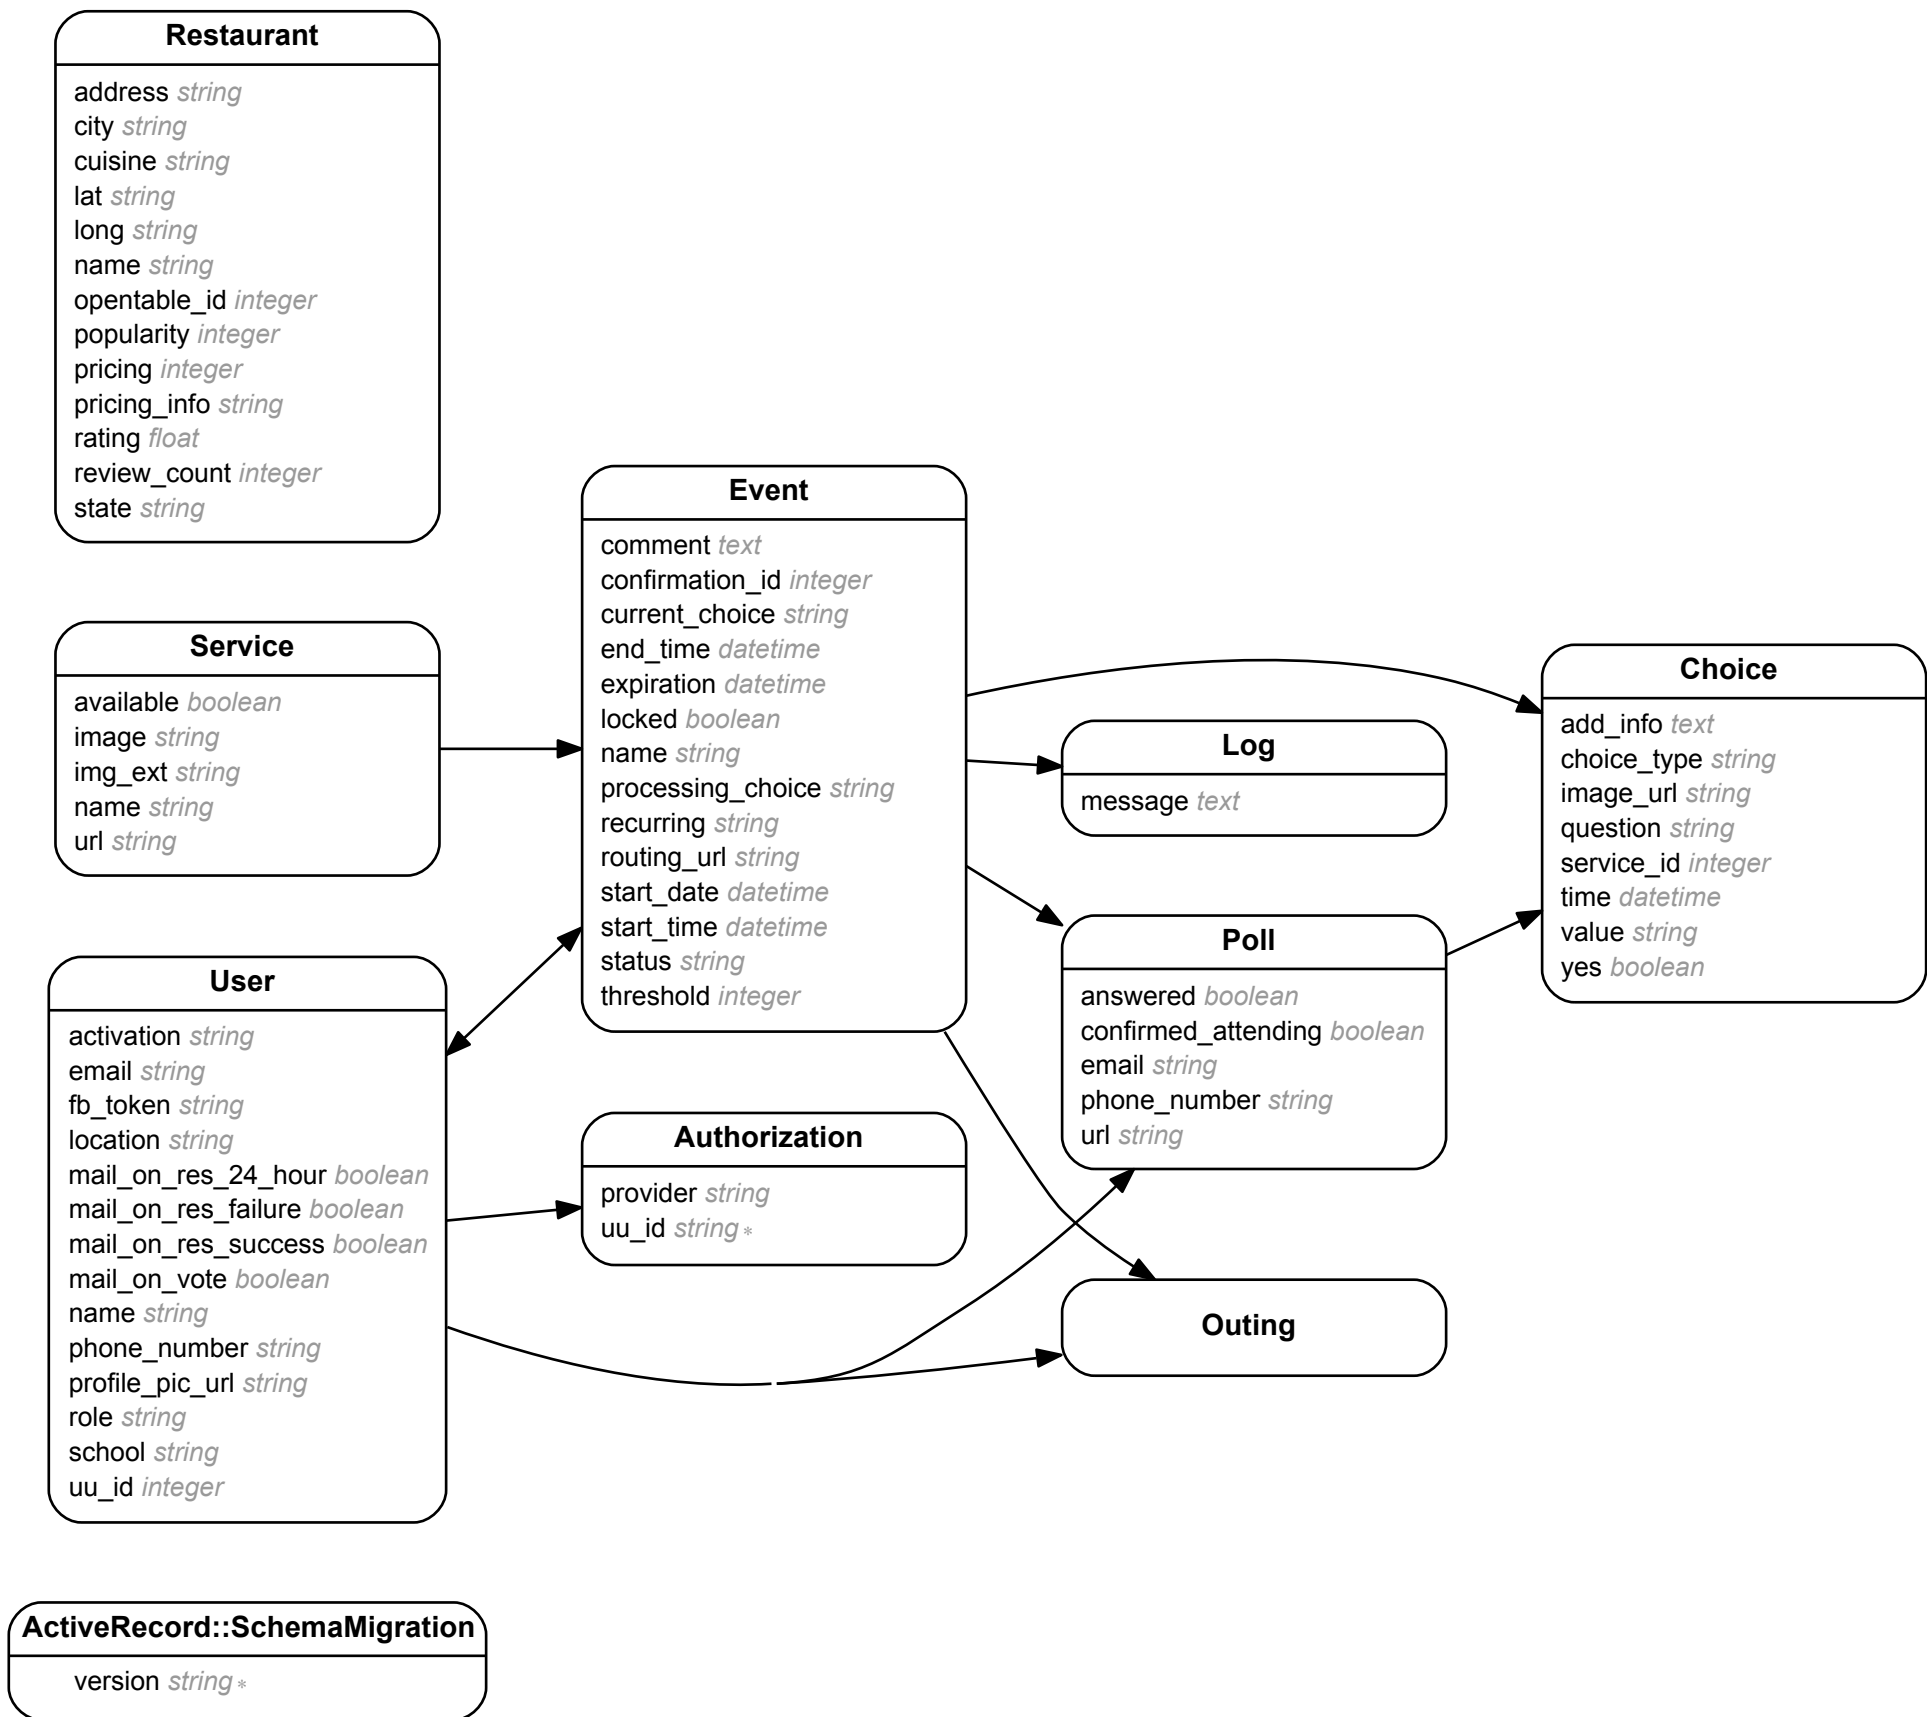 Restaurant
address string
city string
cuisine string
lat string
long string
name string
opentable_id integer
popularity integer
pricing integer
pricing_info string
rating float
review_count integer
state string
Service
available boolean
image string
img_ext string
name string
url string
User
activation string
email string
fb_token string
location string
mail_on_res_24_hour boolean
mail_on_res_failure boolean
mail_on_res_success boolean
mail_on_vote boolean
name string
phone_number string
profile_pic_url string
role string
school string
uu_id integer
ActiveRecord::SchemaMigration
version string *
Event
comment text
confirmation_id integer
current_choice string
end_time datetime
expiration datetime
locked boolean
name string
processing_choice string
recurring string
routing_url string
start_date datetime
start_time datetime
status string
threshold integer
Authorization
provider string
uu_id string *
Log
message text
Poll
answered boolean
confirmed_attending boolean
email string
phone_number string
url string
Outing
Choice
add_info text
choice_type string
image_url string
question string
service_id integer
time datetime
value string
yes boolean